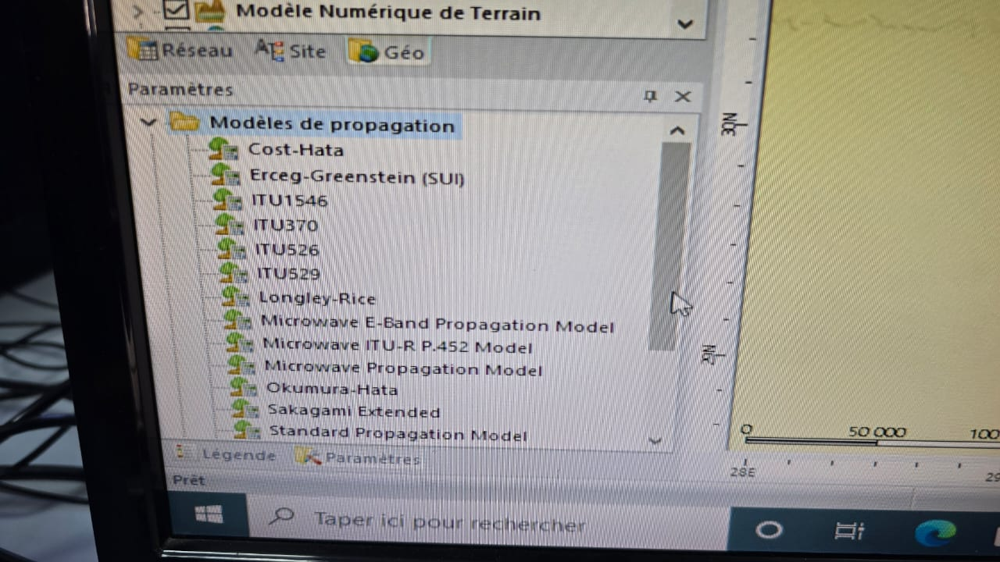 Modèle Numérique de Terrain
Réseau Site Géo
Paramètres
Modèles de propagation
Cost-Hata
Erceg-Greenstein (SUI)
ITU1546
ITU370
ITU526
ITU529
Longley-Rice
Microwave E-Band Propagation Model
Microwave ITU-R P.452 Model
Microwave Propagation Model
Okumura-Hata
Sakagami Extended
Standard Propagation Model
Légende Paramètres
Prêt
Taper ici pour rechercher
0 50 000 100
28E 29